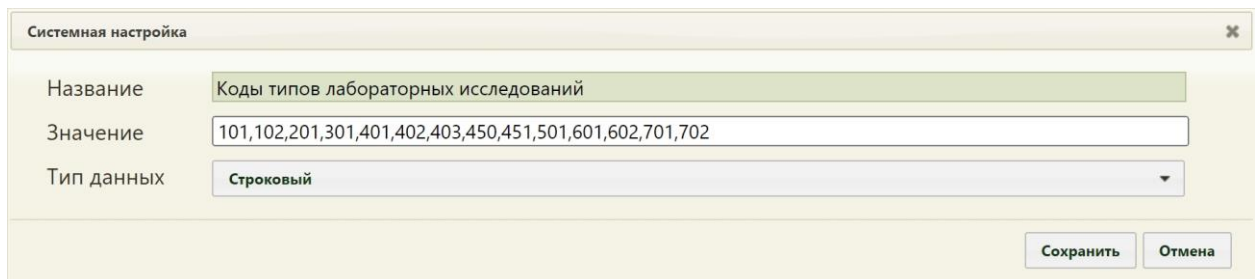 Системная настройка
Название Коды типов лабораторных исследований
Значение 101,102,201,301,401,402,403,450,451,501,601,602,701,702
Тип данных Строковый
Сохранить Отмена